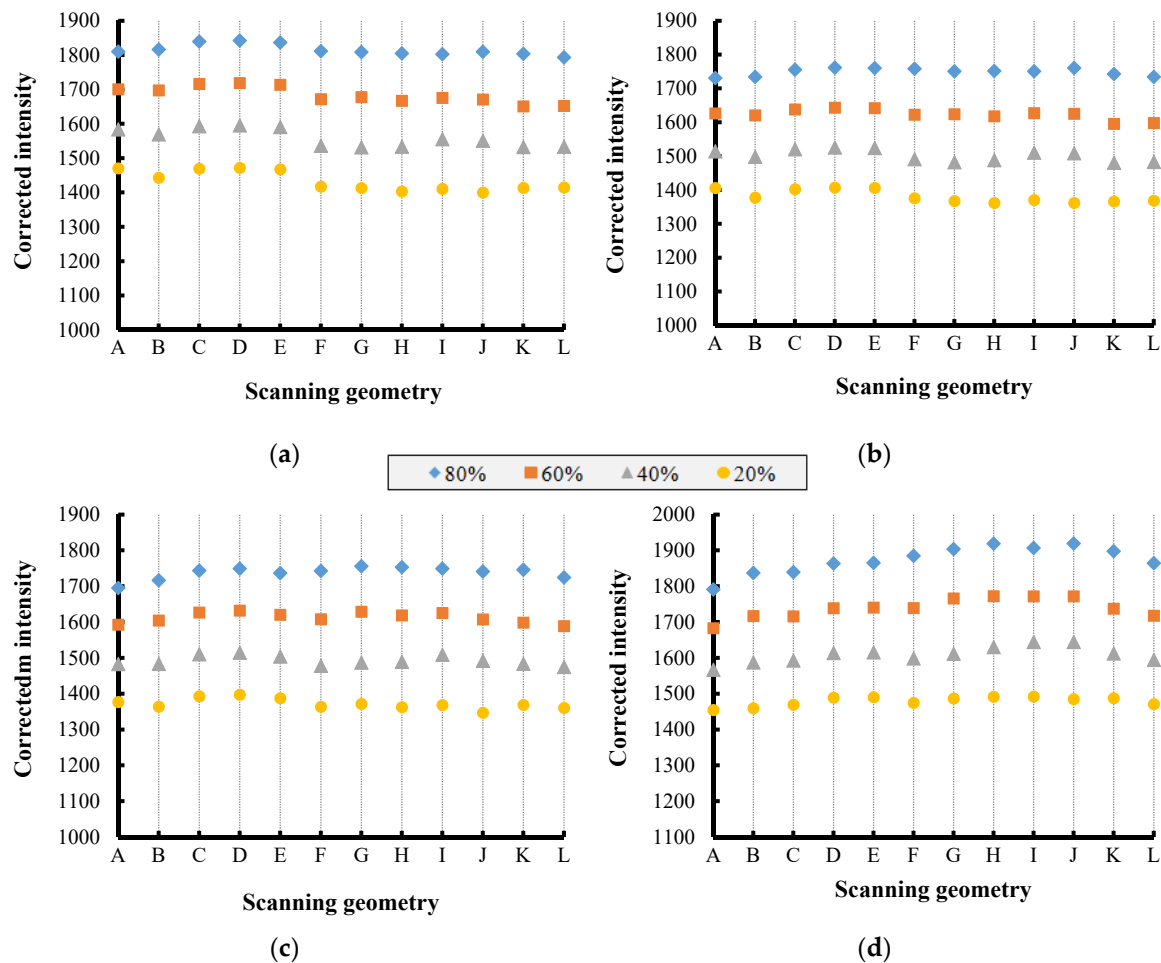 1900
1800
1700
1600
1500
1400
1300
1200
1100
1000
Corrected intensity
A B C D E F G H I J K L
Scanning geometry
(a)
1900
1800
1700
1600
1500
1400
1300
1200
1100
1000
Corrected intensity
A B C D E F G H I J K L
Scanning geometry
(b)
80% 60% 40% 20%
1900
1800
1700
1600
1500
1400
1300
1200
1100
1000
Correctedm intensity
A B C D E F G H I J K L
Scanning geometry
(c)
2000
1900
1800
1700
1600
1500
1400
1300
1200
1100
Corrected intensity
A B C D E F G H I J K L
Scanning geometry
(d)